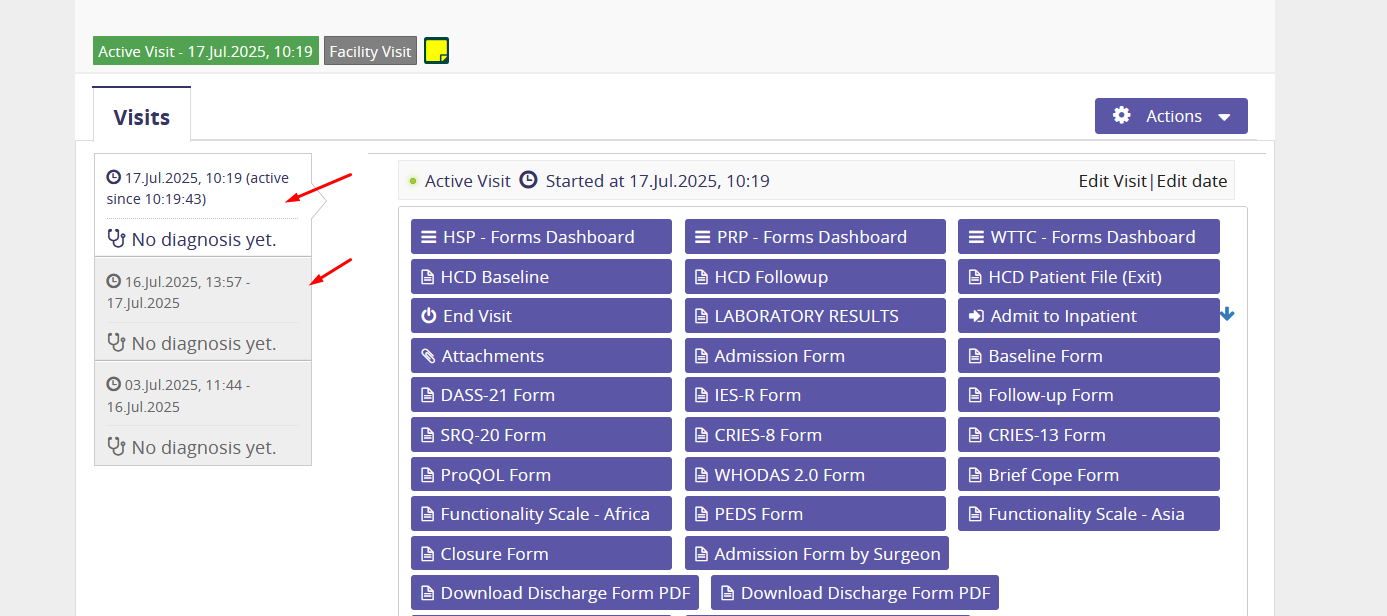 Active Visit - 17.Jul.2025, 10:19 Facility Visit
Visits
Actions
17.Jul.2025, 10:19 (active
since 10:19:43)
No diagnosis yet.
16.Jul.2025, 13:57 -
17.Jul.2025
No diagnosis yet.
03.Jul.2025, 11:44 -
16.Jul.2025
No diagnosis yet.
Active Visit Started at 17.Jul.2025, 10:19 Edit Visit|Edit date
HSP - Forms Dashboard PRP - Forms Dashboard WTTC - Forms Dashboard
HCD Baseline HCD Followup HCD Patient File (Exit)
End Visit LABORATORY RESULTS Admit to Inpatient
Attachments Admission Form Baseline Form
DASS-21 Form IES-R Form Follow-up Form
SRQ-20 Form CRIES-8 Form CRIES-13 Form
ProQOL Form WHODAS 2.0 Form Brief Cope Form
Functionality Scale - Africa PEDS Form Functionality Scale - Asia
Closure Form Admission Form by Surgeon
Download Discharge Form PDF Download Discharge Form PDF